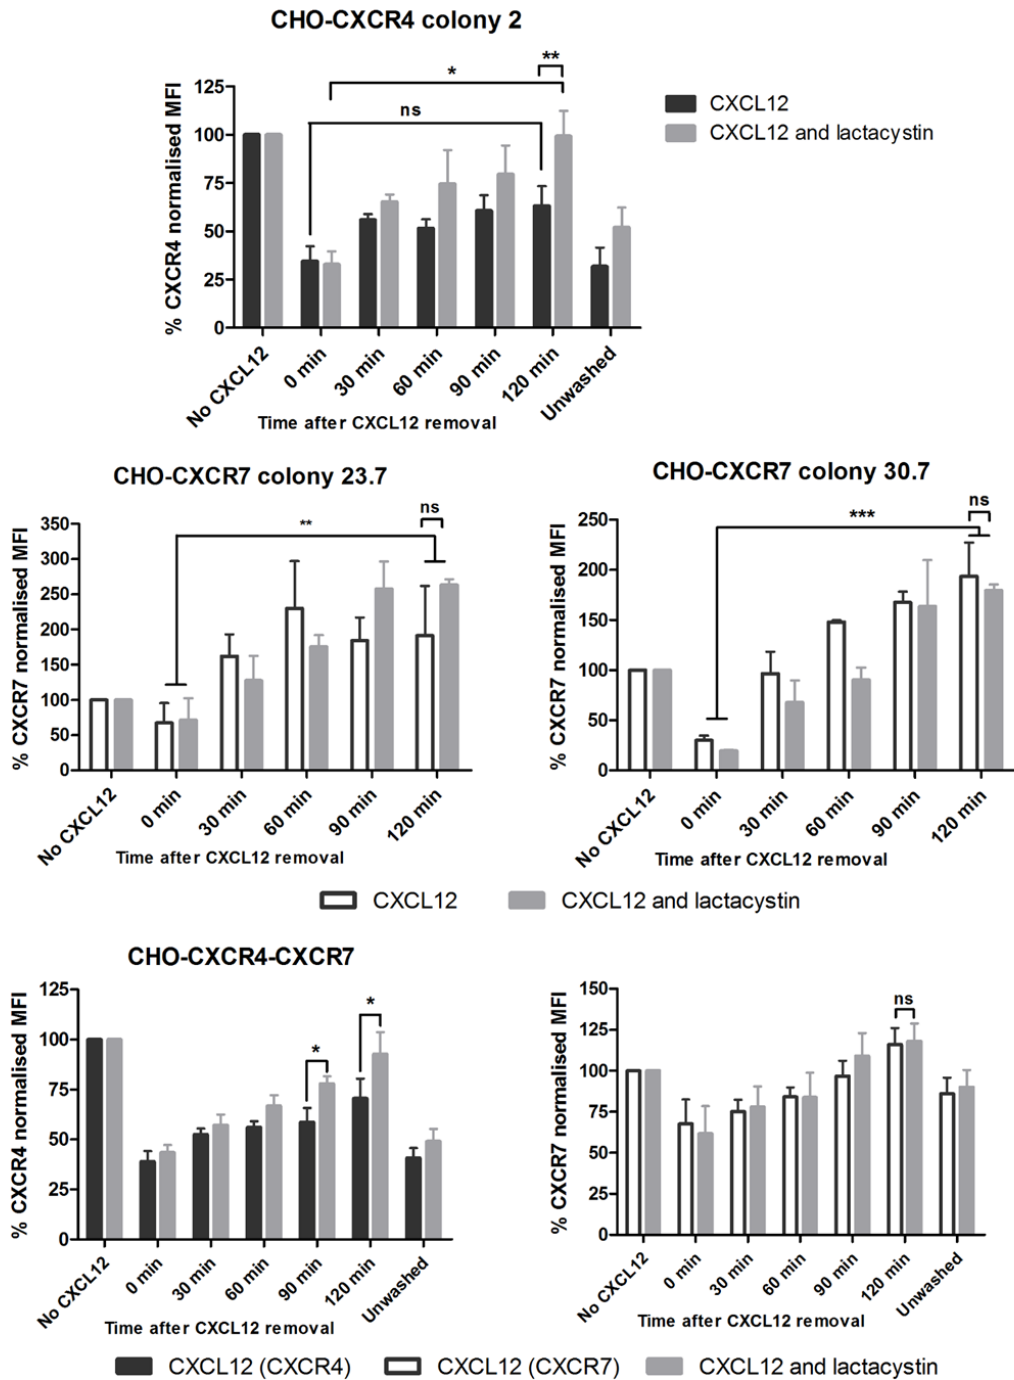 CHO-CXCR4 colony 2
% CXCR4 normalised MFI
125
100
75
50
25
0
*
**
ns
CXCL12
CXCL12 and lactacystin
No CXCL12
0 min
30 min
60 min
90 min
120 min
Unwashed
Time after CXCL12 removal
CHO-CXCR7 colony 23.7
% CXCR7 normalised MFI
350
300
250
200
150
100
50
0
**
ns
No CXCL12
0 min
30 min
60 min
90 min
120 min
Time after CXCL12 removal
CHO-CXCR7 colony 30.7
% CXCR7 normalised MFI
250
200
150
100
50
0
***
ns
No CXCL12
0 min
30 min
60 min
90 min
120 min
Time after CXCL12 removal
CXCL12
CXCL12 and lactacystin
CHO-CXCR4-CXCR7
% CXCR4 normalised MFI
125
100
75
50
25
0
*
*
No CXCL12
0 min
30 min
60 min
90 min
120 min
Unwashed
Time after CXCL12 removal
% CXCR7 normalised MFI
150
125
100
75
50
25
0
ns
No CXCL12
0 min
30 min
60 min
90 min
120 min
Unwashed
Time after CXCL12 removal
CXCL12 (CXCR4)
CXCL12 (CXCR7)
CXCL12 and lactacystin